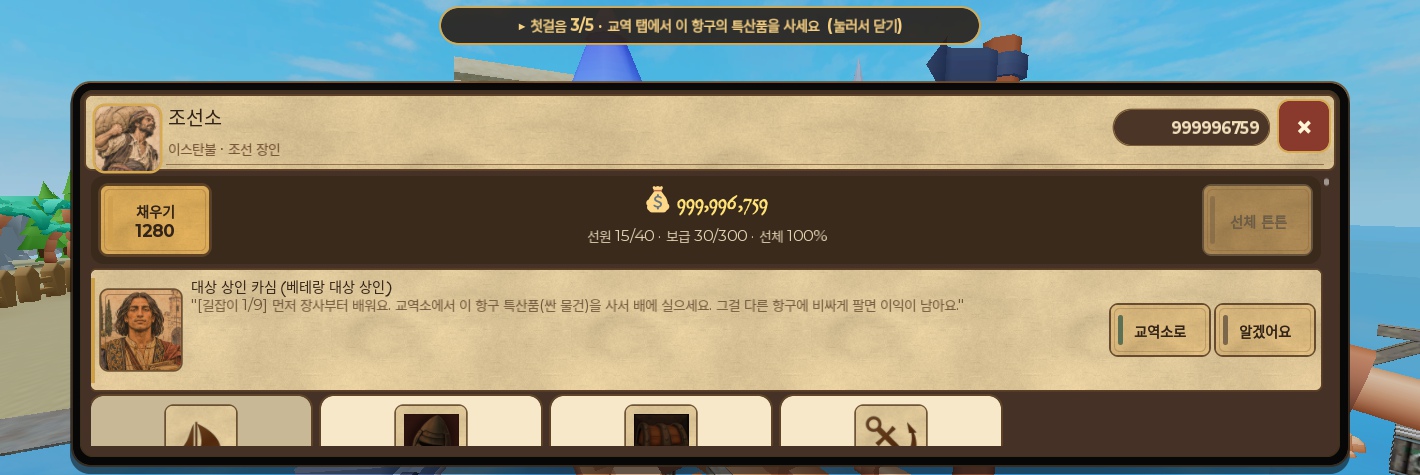 ▸ 첫걸음 3/5 · 교역 탭에서 이 항구의 특산품을 사세요 (눌러서 닫기)
조선소
이스탄불 · 조선 장인
999996759
×
채우기
1280
$ 999,996,759
선원 15/40 · 보급 30/300 · 선체 100%
선체 튼튼
대상 상인 카심 (베테랑 대상 상인)
"[길잡이 1/9] 먼저 장사부터 배워요. 교역소에서 이 항구 특산품(싼 물건)을 사서 배에 실으세요. 그걸 다른 항구에 비싸게 팔면 이익이 남아요."
교역소로
알겠어요